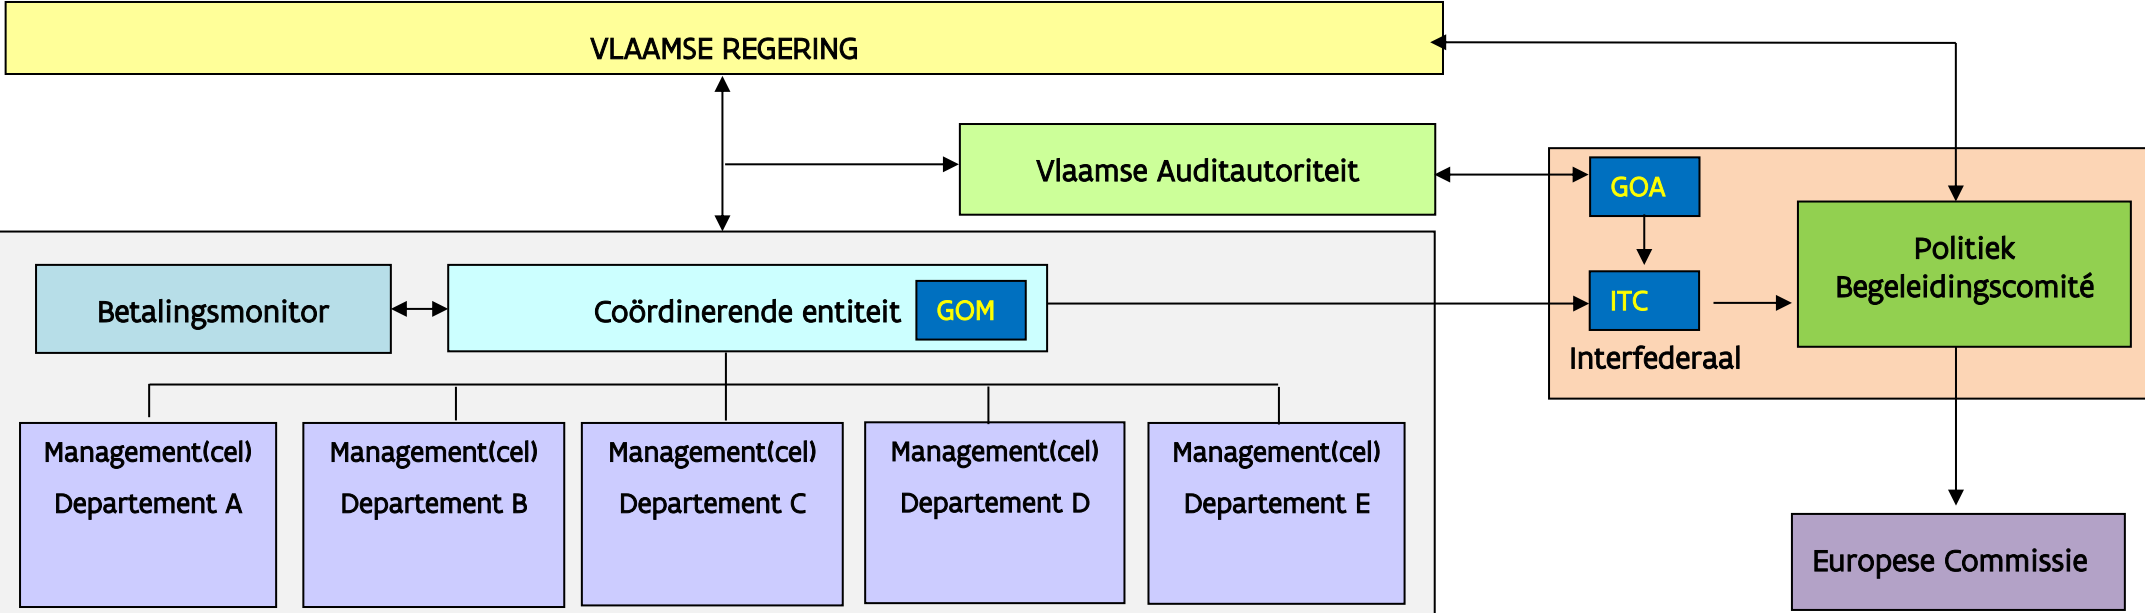 VLAAMSE REGERING
Vlaamse Auditautoriteit
GOA
Politiek
Begeleidingscomité
Betalingsmonitor
Coördinerende entiteit
GOM
ITC
Interfederaal
Management(cel)
Departement A
Management(cel)
Departement B
Management(cel)
Departement C
Management(cel)
Departement D
Management(cel)
Departement E
Europese Commissie